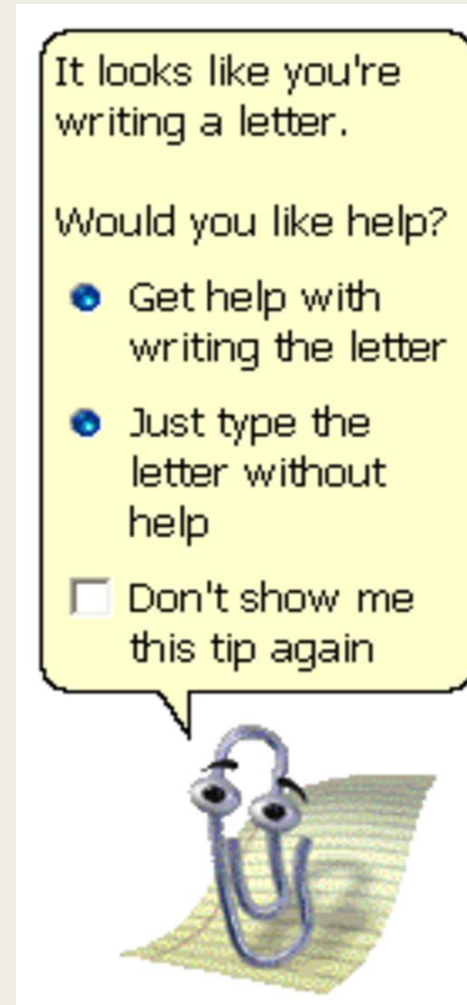 It looks like you're
writing a letter.
Would you like help?
Get help with
writing the letter
Just type the
letter without
help
Don't show me
this tip again